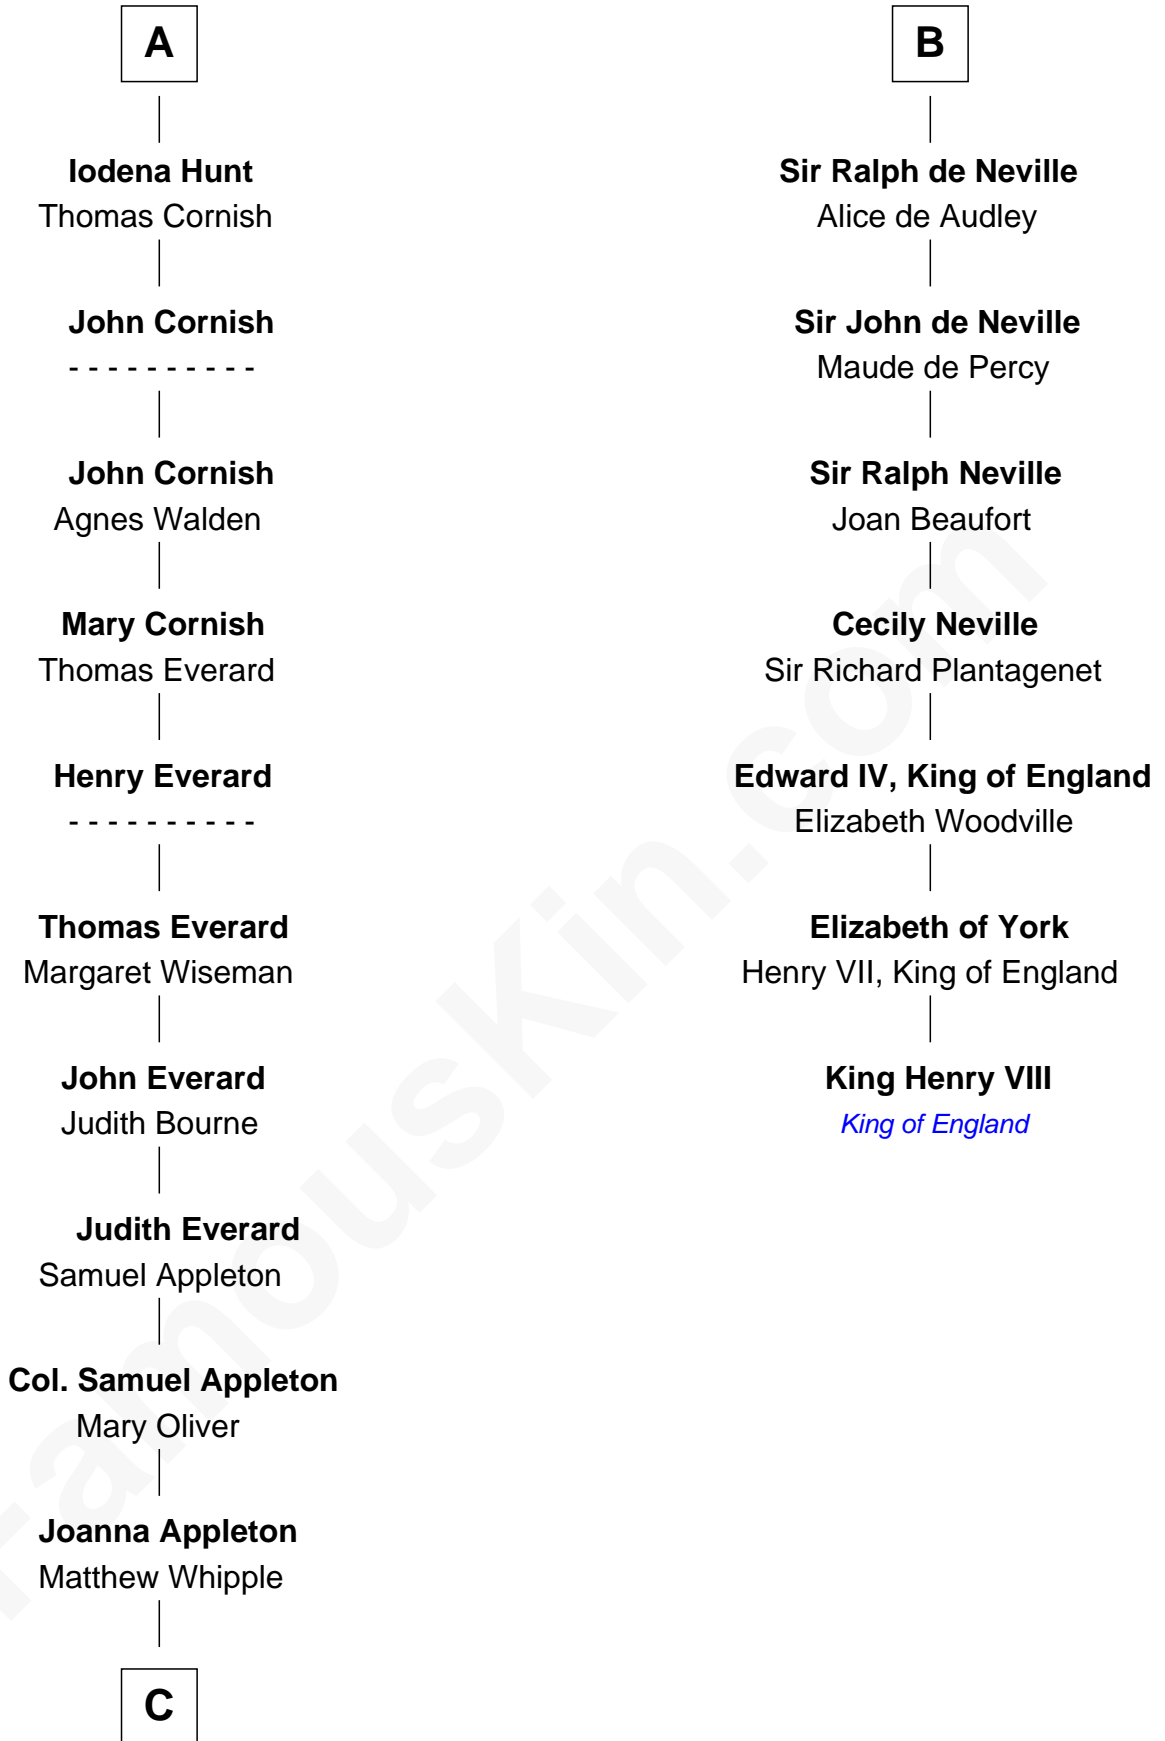 A
Iodena Hunt
Thomas Cornish
John Cornish
- - - - - - - - - -
John Cornish
Agnes Walden
Mary Cornish
Thomas Everard
Henry Everard
- - - - - - - - - -
Thomas Everard
Margaret Wiseman
John Everard
Judith Bourne
Judith Everard
Samuel Appleton
Col. Samuel Appleton
Mary Oliver
Joanna Appleton
Matthew Whipple
C
B
Sir Ralph de Neville
Alice de Audley
Sir John de Neville
Maude de Percy
Sir Ralph Neville
Joan Beaufort
Cecily Neville
Sir Richard Plantagenet
Edward IV, King of England
Elizabeth Woodville
Elizabeth of York
Henry VII, King of England
King Henry VIII
King of England
FamousKin.com